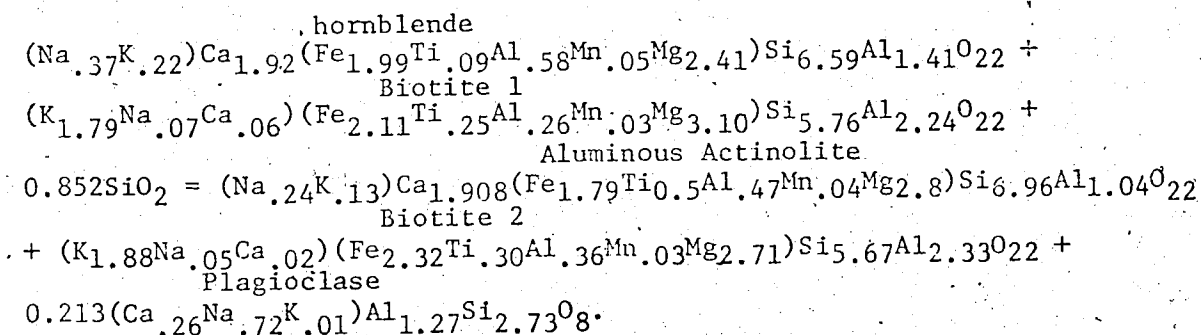 hornblende
(Na.37K.22)Ca1.92(Fe1.99Ti.09Al.58Mn.05Mg2.41)Si6.59Al1.41O22 +
Biotite 1
(K1.79Na.07Ca.06)(Fe2.11Ti.25Al.26Mn.03Mg3.10)Si5.76Al2.24O22 +
Aluminous Actinolite
0.852SiO2 = (Na.24K.13)Ca1.908(Fe1.79Ti0.5Al.47Mn.04Mg2.8)Si6.96Al1.04O22
Biotite 2
+ (K1.88Na.05Ca.02)(Fe2.32Ti.30Al.36Mn.03Mg2.71)Si5.67Al2.33O22 +
Plagioclase
0.213(Ca.26Na.72K.01)Al1.27Si2.73O8.